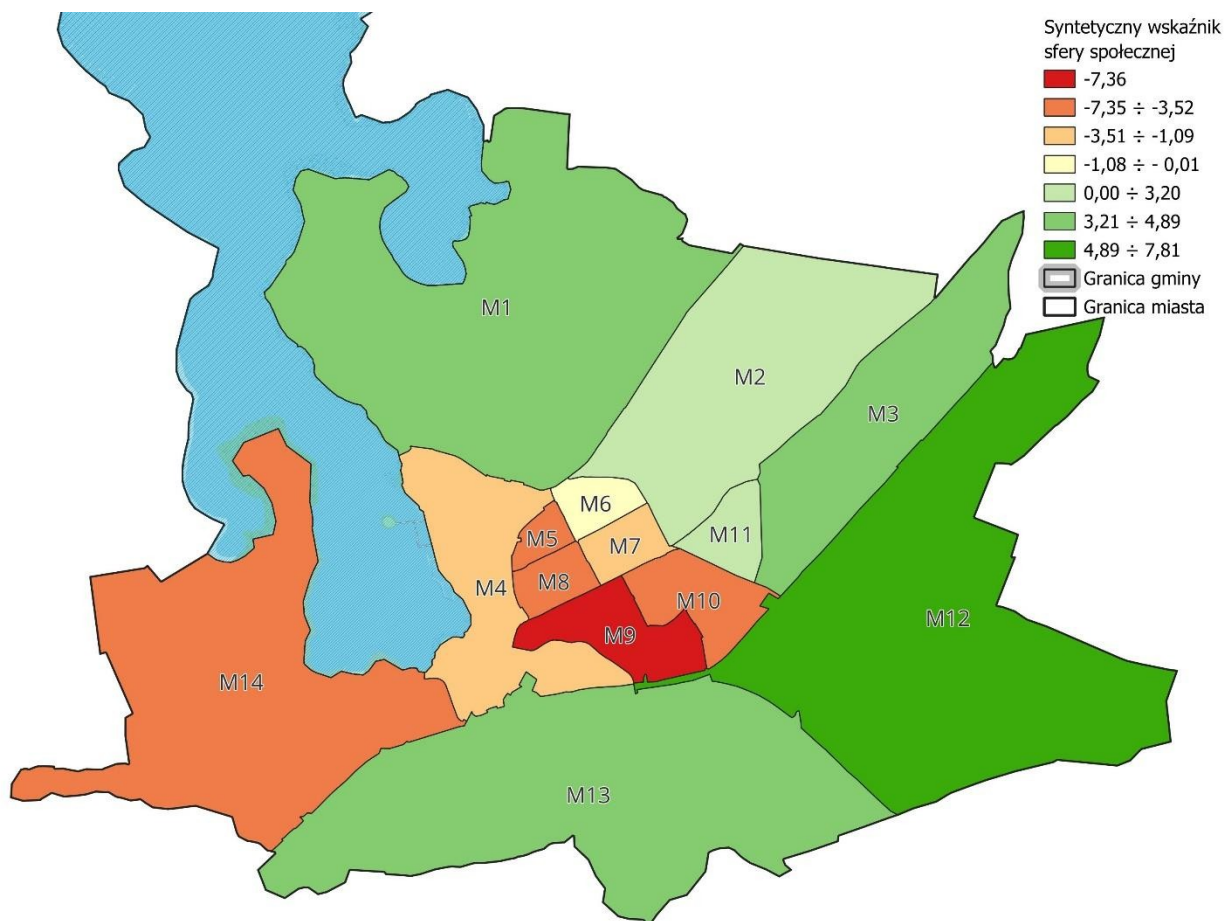 Syntetyczny wskaźnik
sfery społecznej
-7,36
-7,35 ÷ -3,52
-3,51 ÷ -1,09
-1,08 ÷ - 0,01
0,00 ÷ 3,20
3,21 ÷ 4,89
4,89 ÷ 7,81
Granica gminy
Granica miasta
M1
M2
M3
M6
M11
M5
M7
M4
M8
M10
M9
M12
M14
M13